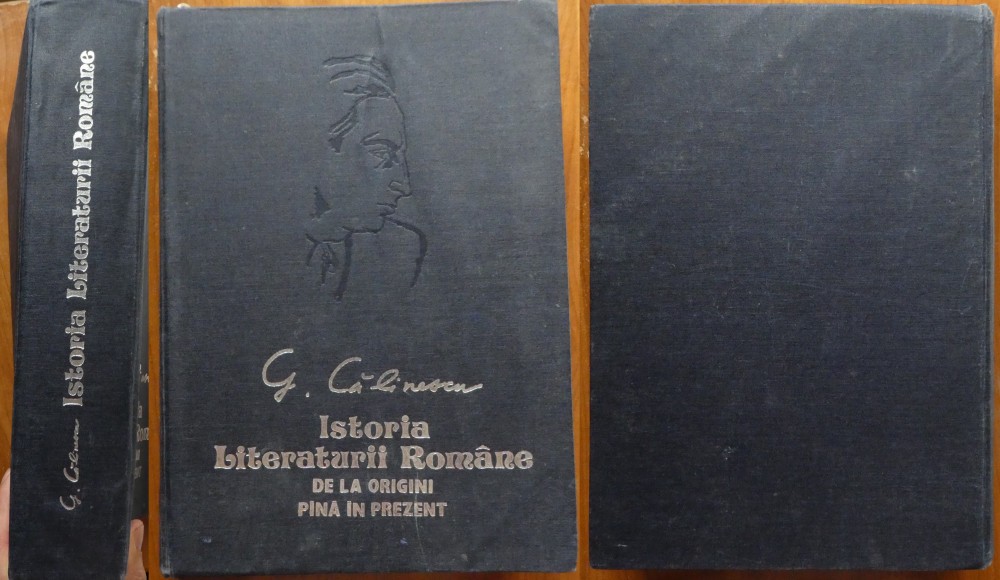 G. Călinescu Istoria Literaturii Române
G. Călinescu
Istoria
Literaturii Române
DE LA ORIGINI
PÎNĂ ÎN PREZENT